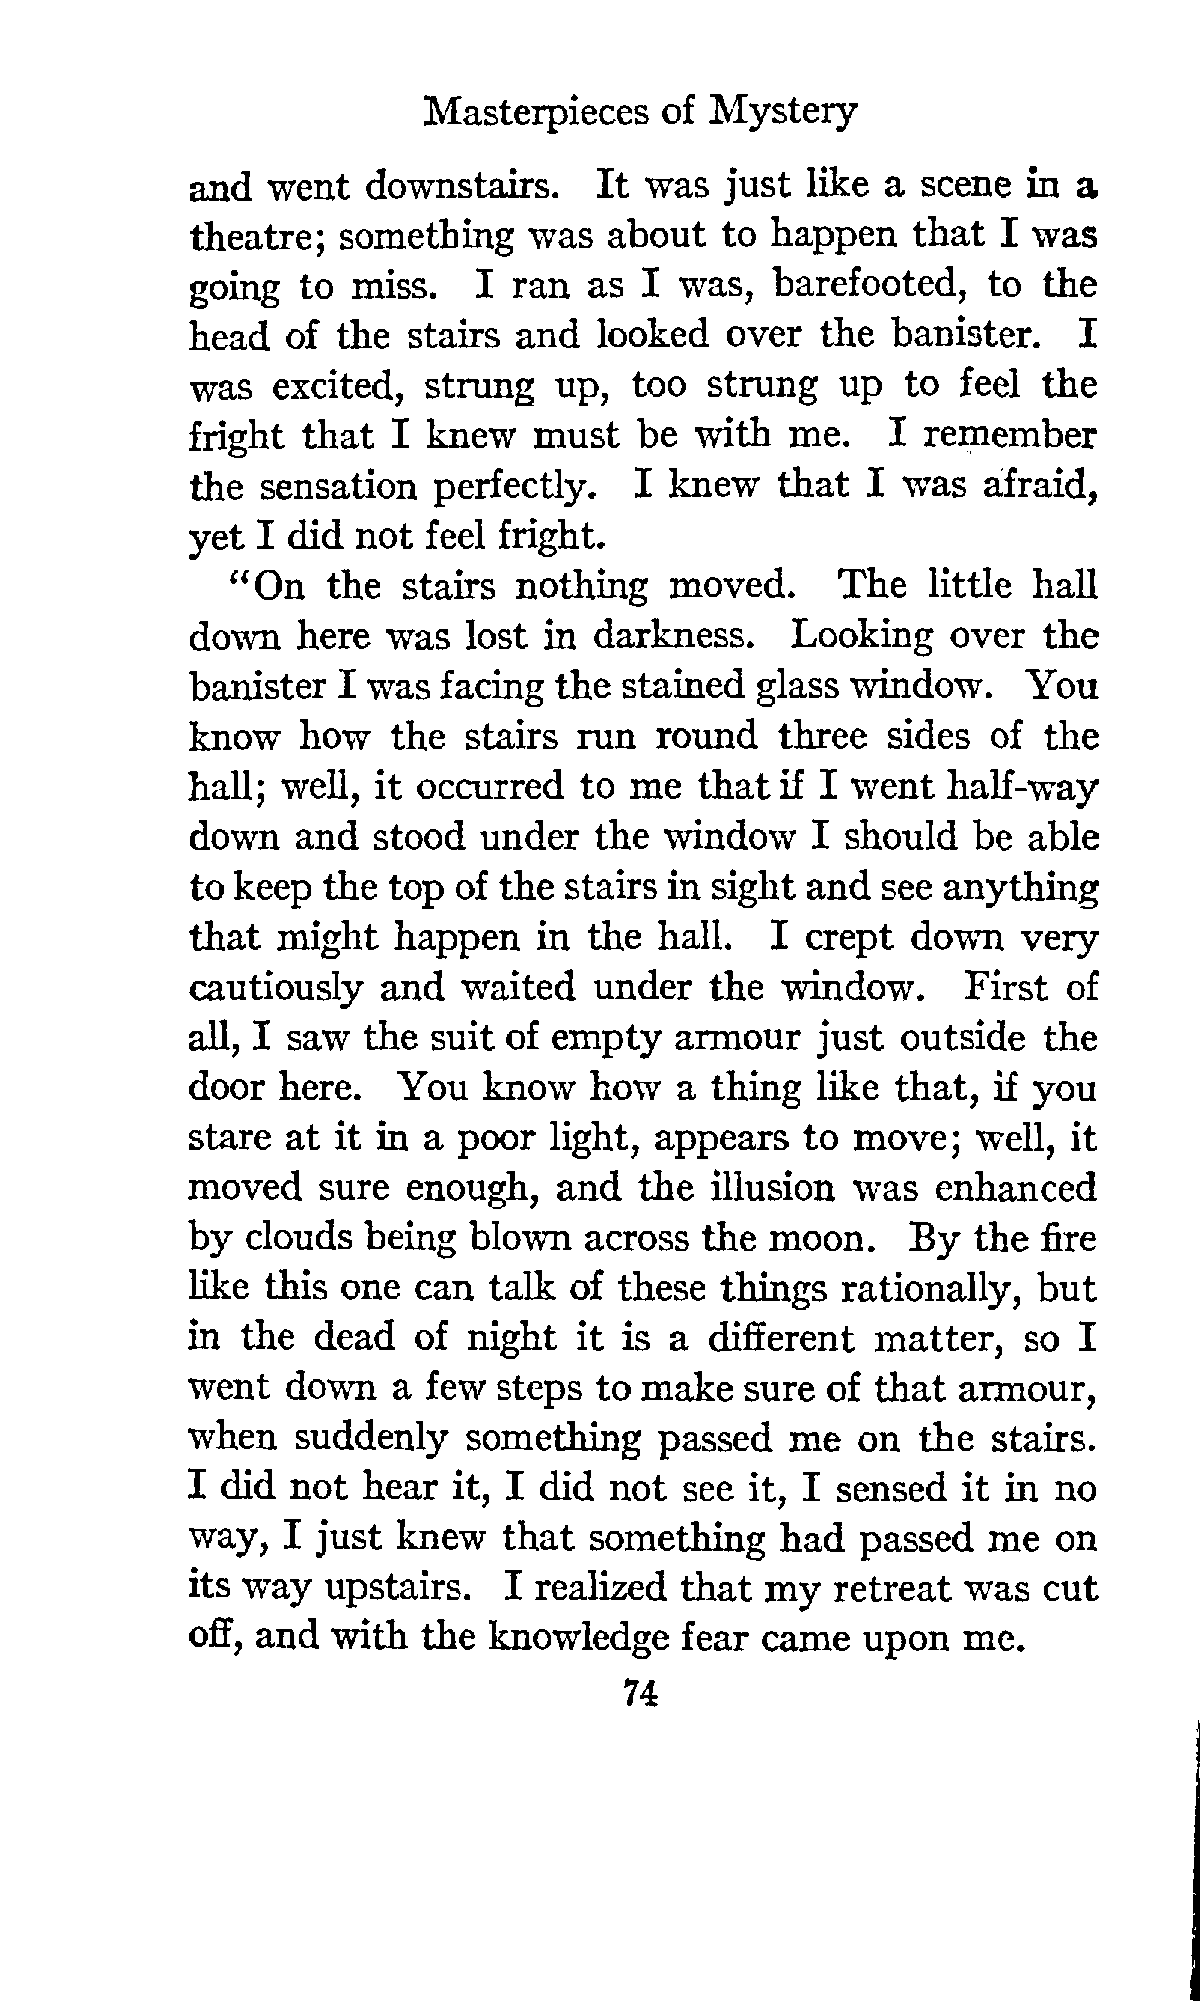 Masterpieces of Mystery
and went downstairs. It was just like a scene in a
theatre; something was about to happen that I was
going to miss. I ran as I was, barefooted, to the
head of the stairs and looked over the banister. I
was excited, strung up, too strung up to feel the
fright that I knew must be with me. I remember
the sensation perfectly. I knew that I was afraid,
yet I did not feel fright.
"On the stairs nothing moved. The little hall
down here was lost in darkness. Looking over the
banister I was facing the stained glass window. You
know how the stairs run round three sides of the
hall; well, it occurred to me that if I went half-way
down and stood under the window I should be able
to keep the top of the stairs in sight and see anything
that might happen in the hall. I crept down very
cautiously and waited under the window. First of
all, I saw the suit of empty armour just outside the
door here. You know how a thing like that, if you
stare at it in a poor light, appears to move; well, it
moved sure enough, and the illusion was enhanced
by clouds being blown across the moon. By the fire
like this one can talk of these things rationally, but
in the dead of night it is a different matter, so I
went down a few steps to make sure of that armour,
when suddenly something passed me on the stairs.
I did not hear it, I did not see it, I sensed it in no
way, I just knew that something had passed me on
its way upstairs. I realized that my retreat was cut
off, and with the knowledge fear came upon me.
74